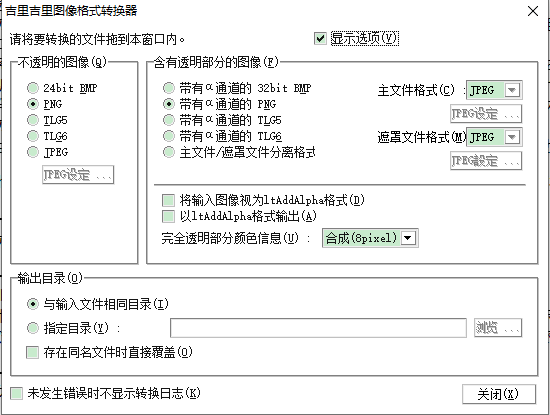 吉里吉里图像格式转换器
请将要转换的文件拖到本窗口内。
显示选项(V)
不透明的图像(Q)
24bit BMP
PNG
TLG5
TLG6
JPEG
JPEG设定 ...
含有透明部分的图像(F)
带有α通道的 32bit BMP
带有α通道的 PNG
带有α通道的 TLG5
带有α通道的 TLG6
主文件/遮罩文件分离格式
主文件格式(C) : JPEG
JPEG设定 ...
遮罩文件格式(M) JPEG
JPEG設定 ...
将输入图像视为ltAddAlpha格式(D)
以ltAddAlpha格式输出(A)
完全透明部分颜色信息(U) : 合成(8pixel)
输出目录(O)
与输入文件相同目录(I)
指定目录(Y) :
浏览 ...
存在同名文件时直接覆盖(O)
未发生错误时不显示转换日志(K)
关闭(X)